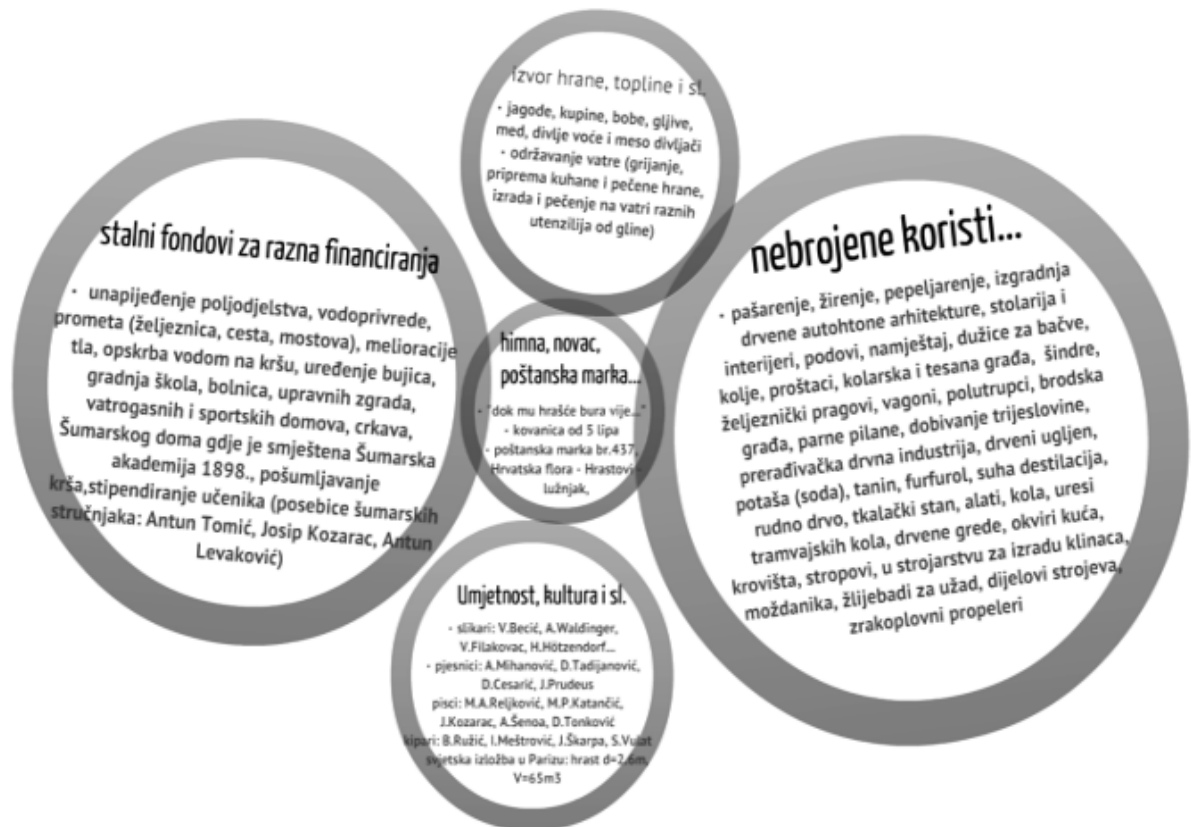 izvor hrane, topline i sl.
- jagode, kupine, bobe, gljive,
med, divlje voće i meso divljači
- održavanje vatre (grijanje,
priprema kuhane i pečene hrane,
izrada i pečenje na vatri raznih
utenzilija od gline)
stalni fondovi za razna financiranja
- unapijeđenje poljodjelstva, vodoprivrede,
prometa (željeznica, cesta, mostova), melioracije
tla, opskrba vodom na kršu, uređenje bujica,
gradnja škola, bolnica, upravnih zgrada,
vatrogasnih i sportskih domova, crkava,
Šumarskog doma gdje je smještena Šumarska
akademija 1898., pošumljavanje
krša,stipendiranje učenika (posebice šumarskih
stručnjaka: Antun Tomić, Josip Kozarac, Antun
Levaković)
himna, novac,
poštanska marka...
- "dok mu hrašće bura vije..."
- kovanica od 5 lipa
- poštanska marka br.437,
Hrvatska flora - Hrastovi -
lužnjak,
nebrojene koristi...
- pašarenje, žirenje, pepeljarenje, izgradnja
drvene autohtone arhitekture, stolarija i
interijeri, podovi, namještaj, dužice za bačve,
kolje, proštaci, kolarska i tesana građa, šindre,
željeznički pragovi, vagoni, polutrupci, brodska
građa, parne pilane, dobivanje trijeslovine,
prerađivačka drvna industrija, drveni ugljen,
potaša (soda), tanin, furfurol, suha destilacija,
rudno drvo, tkalački stan, alati, kola, uresi
tramvajskih kola, drvene grede, okviri kuća,
krovišta, stropovi, u strojarstvu za izradu klinaca,
moždanika, žlijebadi za užad, dijelovi strojeva,
zrakoplovni propeleri
Umjetnost, kultura i sl.
- slikari: V.Becić, A.Waldinger,
V.Filakovac, H.Hötzendorf...
- pjesnici: A.Mihanović, D.Tadijanović,
D.Cesarić, J.Prudeus
pisci: M.A.Reljković, M.P.Katančić,
J.Kozarac, A.Šenoa, D.Tonković
kipari: B.Ružić, I.Meštrović, J.Škarpa, S.Vulat
svjetska izložba u Parizu: hrast d=2,6m,
V=65m3